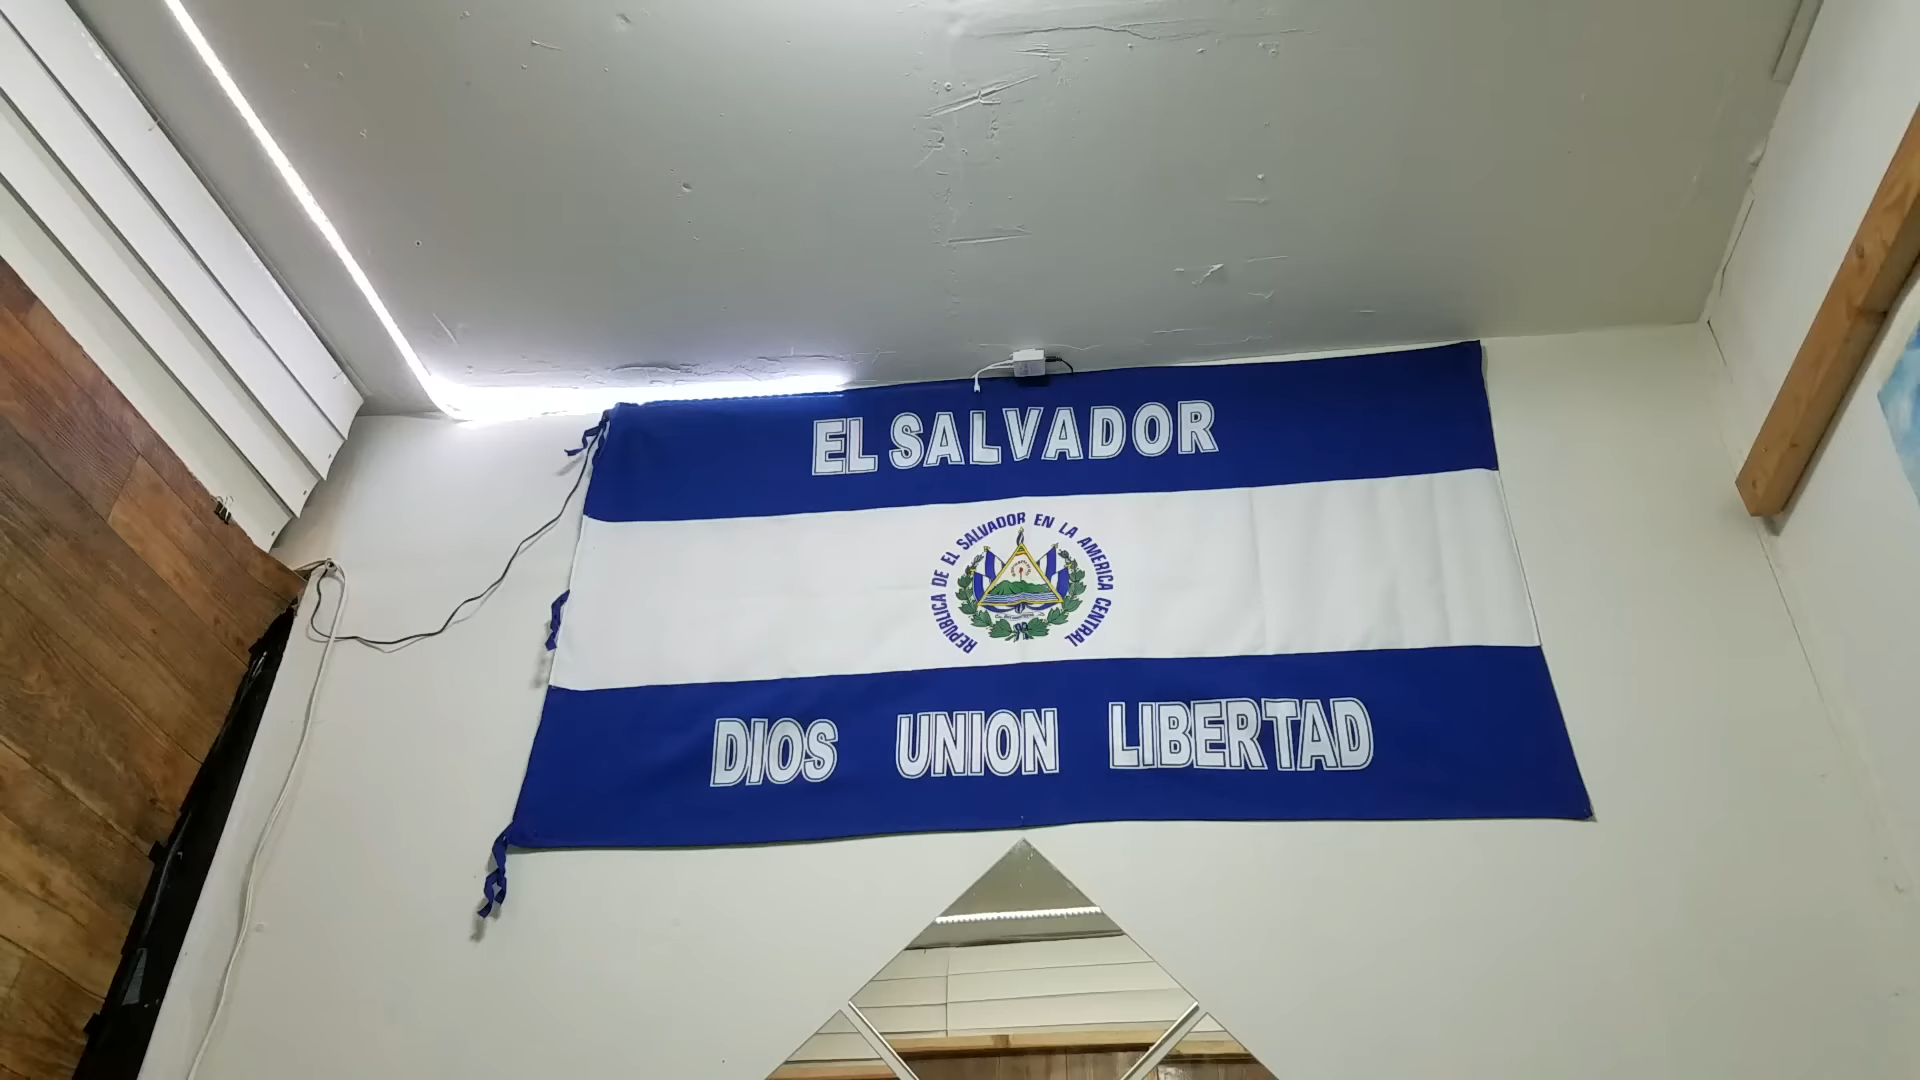 EL SALVADOR
REPUBLICA DE EL SALVADOR EN LA AMERICA CENTRAL
DIOS UNION LIBERTAD